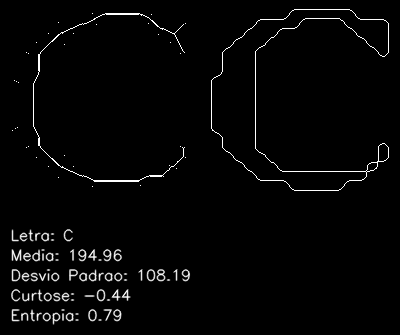 C C
Letra: C
Media: 194.96
Desvio Padrao: 108.19
Curtose: -0.44
Entropia: 0.79